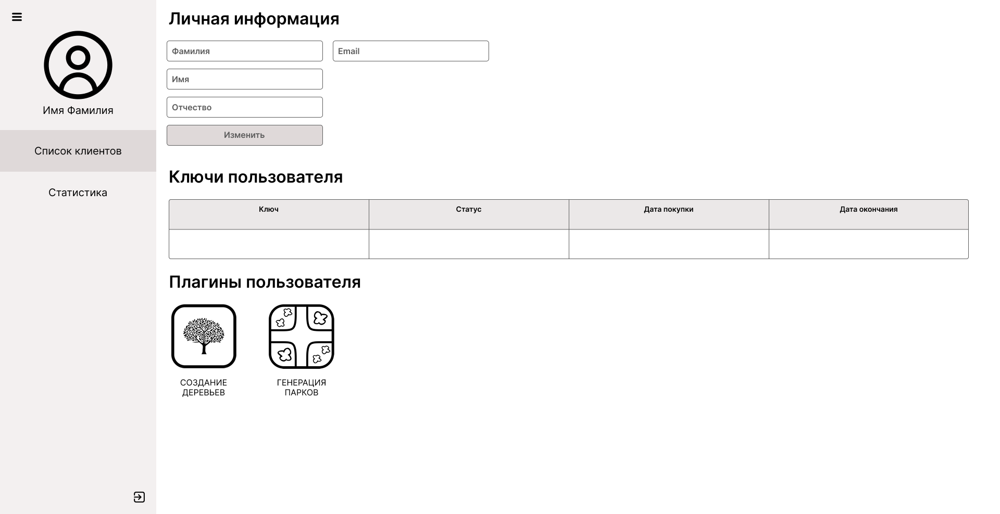 Имя Фамилия
Список клиентов
Статистика
Личная информация
Фамилия
Email
Имя
Отчество
Изменить
Ключи пользователя
Ключ
Статус
Дата покупки
Дата окончания
Плагины пользователя
СОЗДАНИЕ
ДЕРЕВЬЕВ
ГЕНЕРАЦИЯ
ПАРКОВ